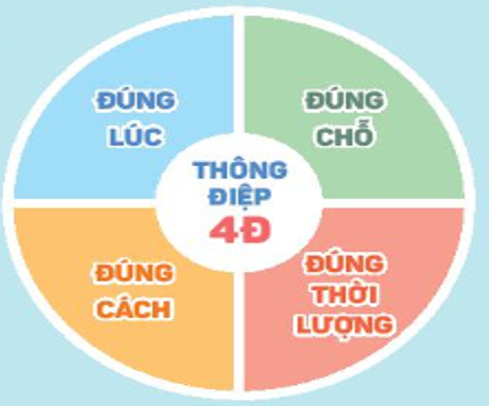 ĐÚNG
LÚC
ĐÚNG
CHỖ
THÔNG
ĐIỆP
4Đ
ĐÚNG
CÁCH
ĐÚNG
THỜI
LƯỢNG